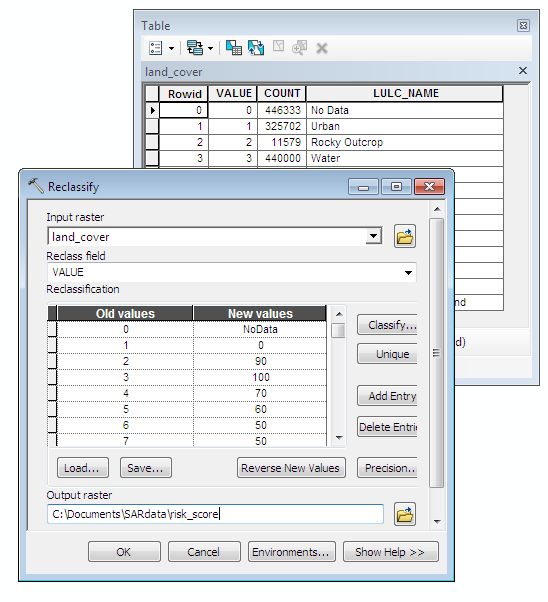 Table
land_cover
Rowid VALUE COUNT LULC_NAME
0 0 446333 No Data
1 1 325702 Urban
2 2 11579 Rocky Outcrop
3 3 440000 Water
nd
d)
Reclassify
Input raster
land_cover
Reclass field
VALUE
Reclassification
Old values New values
0 NoData
1 0
2 90
3 100
4 70
5 60
6 50
7 50
Classify...
Unique
Add Entry
Delete Entrie
Load... Save... Reverse New Values Precision..
Output raster
C:\Documents\SARdata\risk_score
OK Cancel Environments... Show Help >>